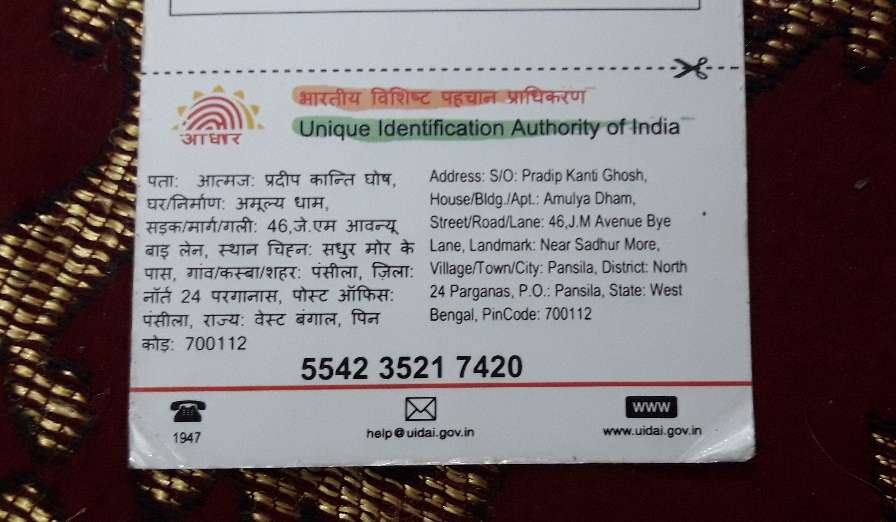 भारतीय विशिष्ट पहचान प्राधिकरण
Unique Identification Authority of India
आधार
पता: आत्मज: प्रदीप कान्ति घोष,
घर/निर्माण: अमूल्य धाम,
सड़क/मार्ग/गली: 46,जे.एम आवन्यू
बाइ लेन, स्थान चिह्न: सधुर मोर के
पास, गांव/कस्बा/शहर: पंसीला, ज़िला:
नॉर्त 24 परगानास, पोस्ट ऑफिस:
पंसीला, राज्य: वेस्ट बंगाल, पिन
कोड: 700112
Address: S/O: Pradip Kanti Ghosh,
House/Bldg./Apt.: Amulya Dham,
Street/Road/Lane: 46,J.M Avenue Bye
Lane, Landmark: Near Sadhur More,
Village/Town/City: Pansila, District: North
24 Parganas, P.O.: Pansila, State: West
Bengal, PinCode: 700112
5542 3521 7420
1947
help@uidai.gov.in
www
www.uidai.gov.in